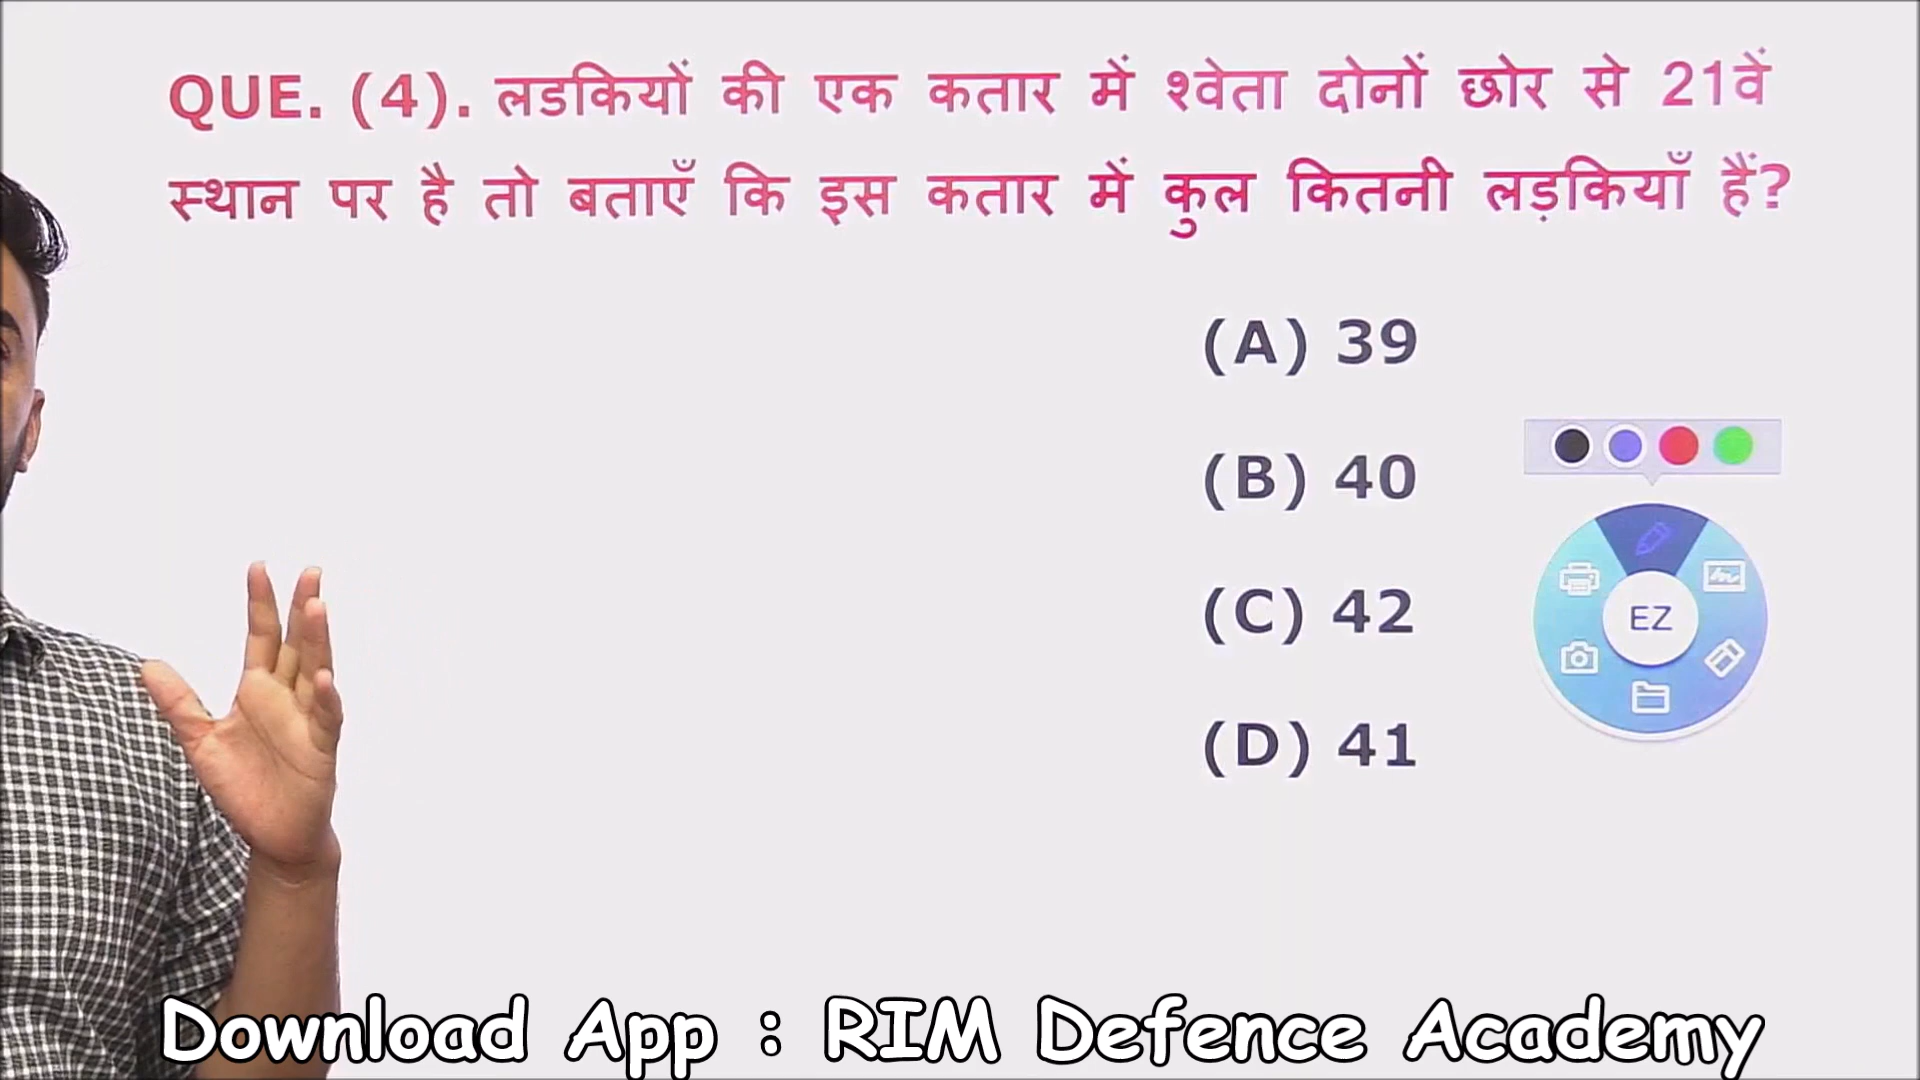 QUE. (4). लडकियों की एक कतार में श्वेता दोनों छोर से 21वें
स्थान पर है तो बताएँ कि इस कतार में कुल कितनी लड़कियाँ हैं?
(A) 39
(B) 40
(C) 42
(D) 41
EZ
Download App : RIM Defence Academy